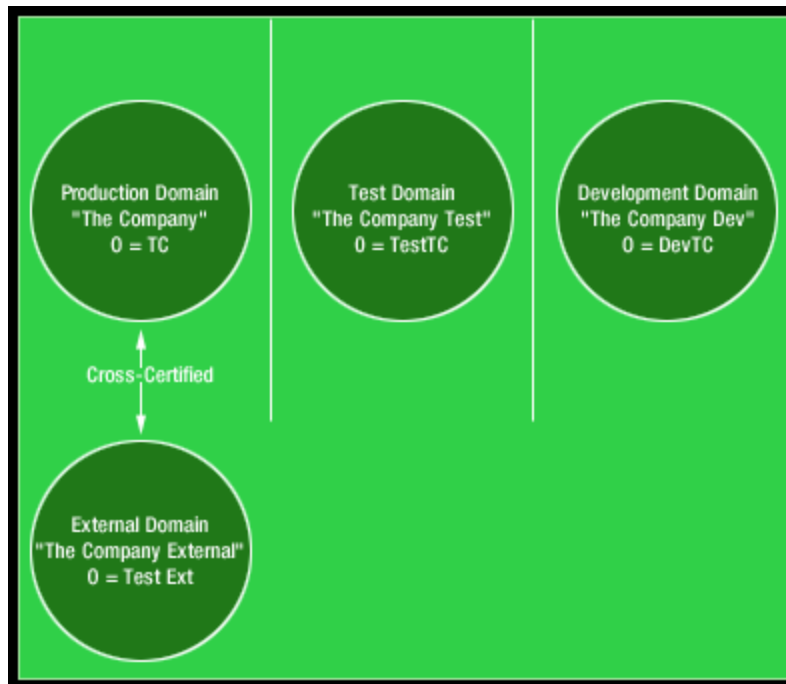 Production Domain
"The Company"
O = TC
Test Domain
"The Company Test"
O = TestTC
Development Domain
"The Company Dev"
O = DevTC
Cross-Certified
External Domain
"The Company External"
O = Test Ext